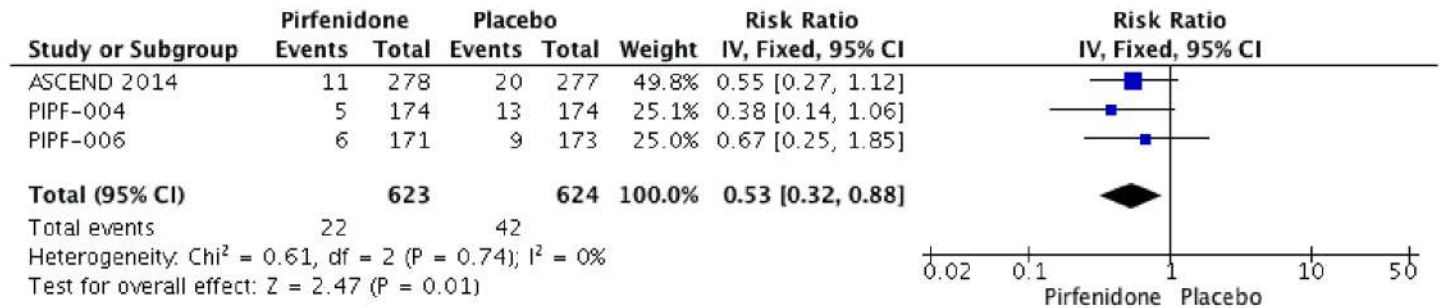 Pirfenidone Placebo Risk Ratio Risk Ratio
Study or Subgroup Events Total Events Total Weight IV, Fixed, 95% CI IV, Fixed, 95% CI
ASCEND 2014 11 278 20 277 49.8% 0.55 [0.27, 1.12]
PIPF-004 5 174 13 174 25.1% 0.38 [0.14, 1.06]
PIPF-006 6 171 9 173 25.0% 0.67 [0.25, 1.85]
Total (95% CI) 623 624 100.0% 0.53 [0.32, 0.88]
Total events 22 42
Heterogeneity: Chi² = 0.61, df = 2 (P = 0.74); I² = 0%
Test for overall effect: Z = 2.47 (P = 0.01)
0.02 0.1 1 10 50
Pirfenidone Placebo